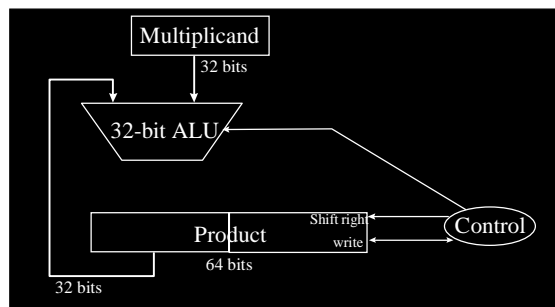 Multiplicand
32 bits
32-bit ALU
Shift right
Product
write
Control
64 bits
32 bits